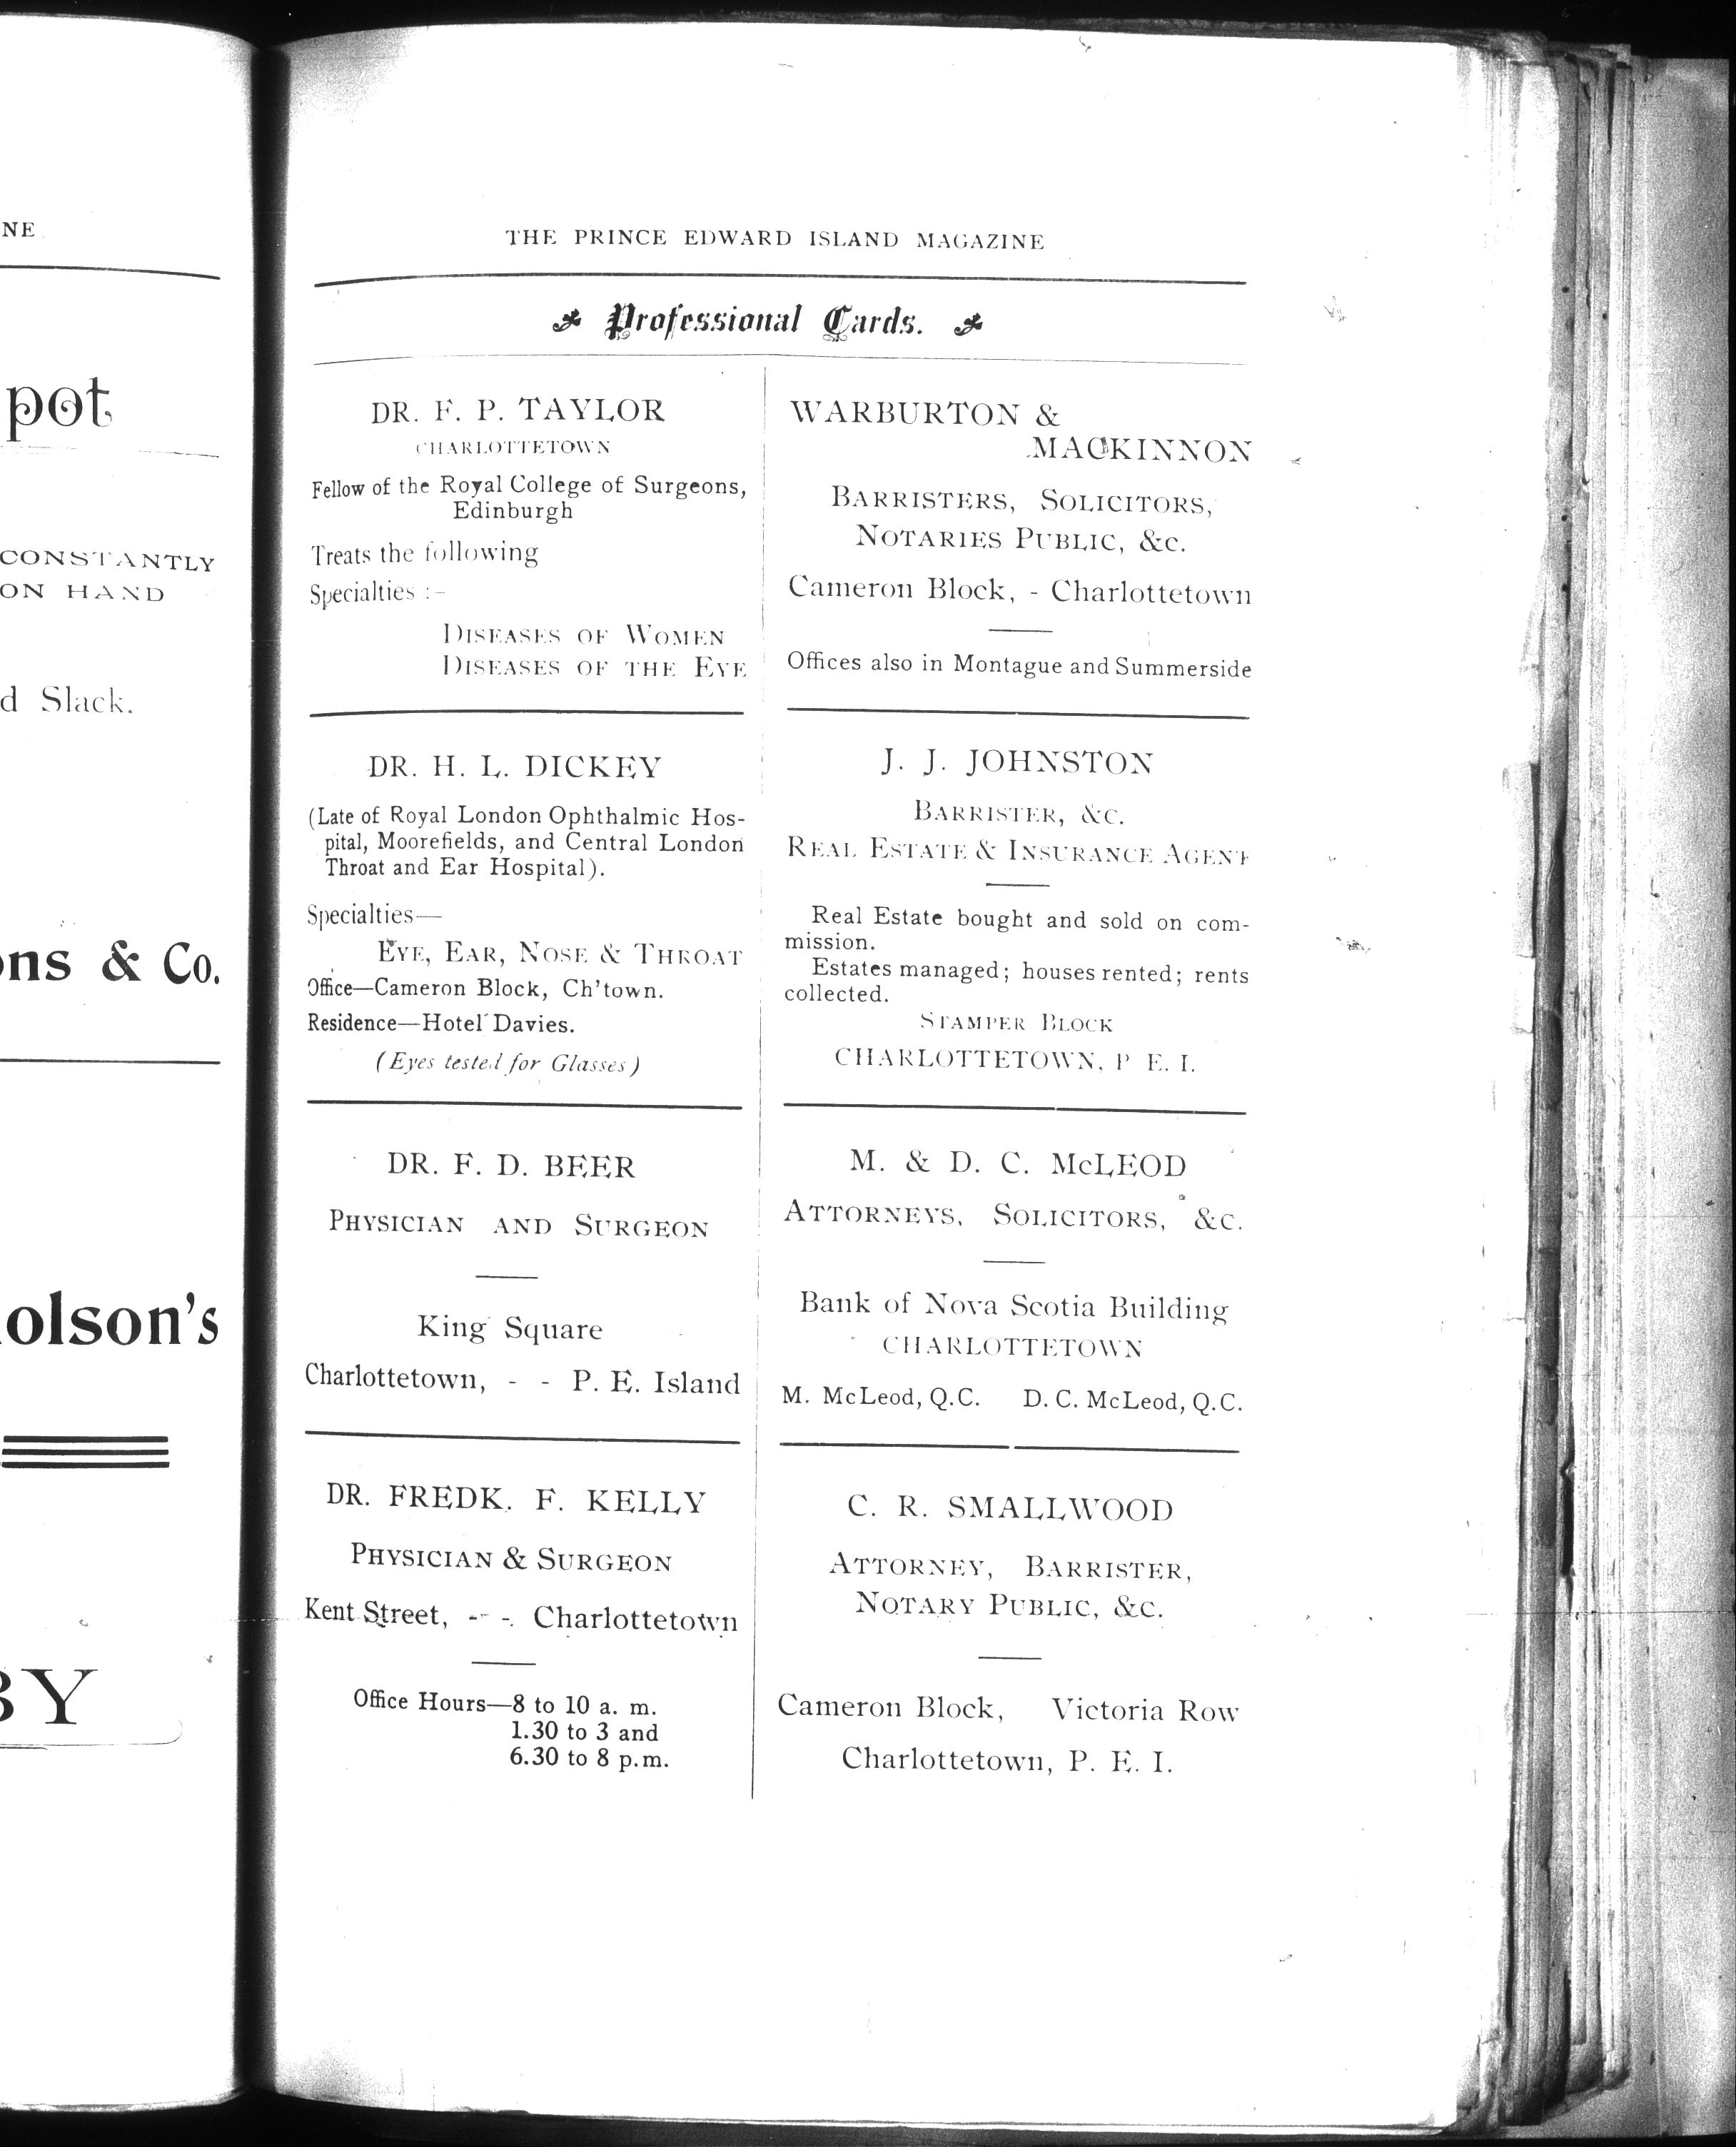 NE
pot
CONSTANTLY
ON HAND
d Slack.
ns & Co.
olson's
BY
THE PRINCE EDWARD ISLAND MAGAZINE
Professional Cards.
DR. F. P. TAYLOR
CHARLOTTETOWN
Fellow of the Royal College of Surgeons,
Edinburgh
Treats the following
Specialties :—
DISEASES OF WOMEN
DISEASES OF THE EYE
DR. H. L. DICKEY
(Late of Royal London Ophthalmic Hos-
pital, Moorefields, and Central London
Throat and Ear Hospital).
Specialties—
EYE, EAR, NOSE & THROAT
Office—Cameron Block, Ch'town.
Residence—Hotel Davies.
(Eyes tested for Glasses)
DR. F. D. BEER
PHYSICIAN AND SURGEON
King Square
Charlottetown, - - P. E. Island
DR. FREDK. F. KELLY
PHYSICIAN & SURGEON
Kent Street, - - Charlottetown
Office Hours—8 to 10 a. m.
1.30 to 3 and
6.30 to 8 p.m.
WARBURTON &
MACKINNON
BARRISTERS, SOLICITORS,
NOTARIES PUBLIC, &C.
Cameron Block, - Charlottetown
Offices also in Montague and Summerside
J. J. JOHNSTON
BARRISTER, &C.
REAL ESTATE & INSURANCE AGENT
Real Estate bought and sold on com-
mission.
Estates managed; houses rented; rents
collected.
STAMPER BLOCK
CHARLOTTETOWN, P E. I.
M. & D. C. McLEOD
ATTORNEYS, SOLICITORS, &C.
Bank of Nova Scotia Building
CHARLOTTETOWN
M. McLeod, Q.C. D. C. McLeod, Q.C.
C. R. SMALLWOOD
ATTORNEY, BARRISTER,
NOTARY PUBLIC, &C.
Cameron Block, Victoria Row
Charlottetown, P. E. I.